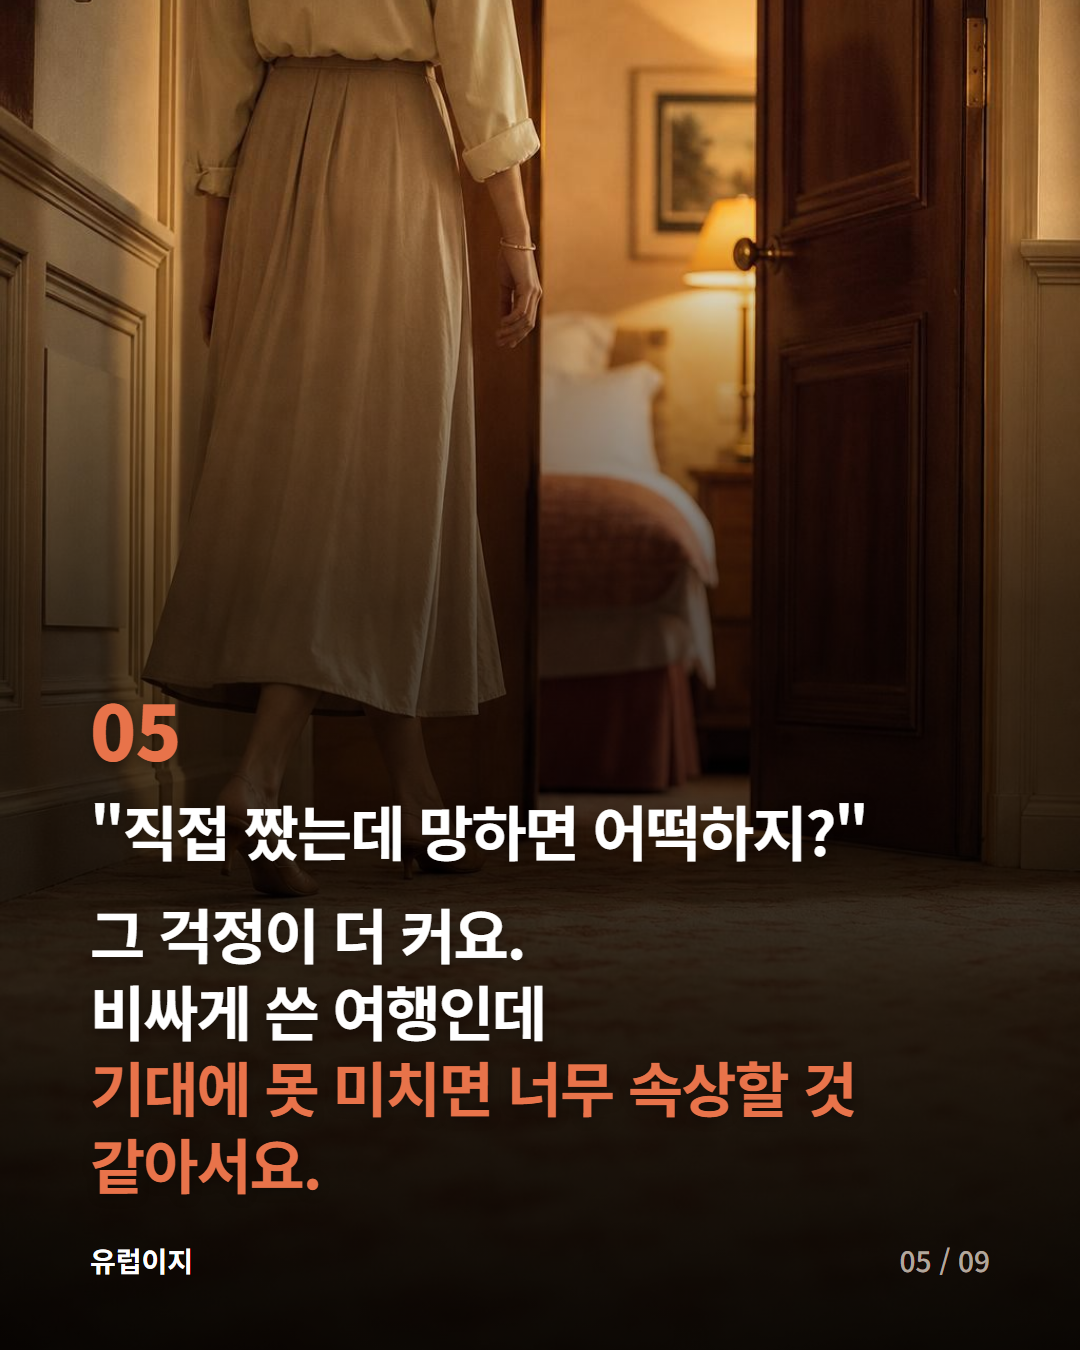 05
"직접 짰는데 망하면 어떡하지?"
그 걱정이 더 커요.
비싸게 쓴 여행인데
기대에 못 미치면 너무 속상할 것
같아서요.
유럽이지
05 / 09